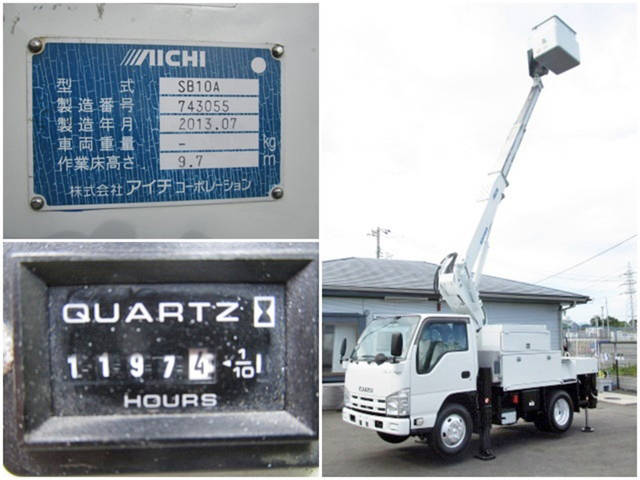 AICHI
型式 SB10A
製造番号 743055
製造年月 2013.07
車両重量 - kg
作業床高さ 9.7 m
株式会社 アイチ コーポレーション
QUARTZ
11974 1/10
HOURS
ISUZU